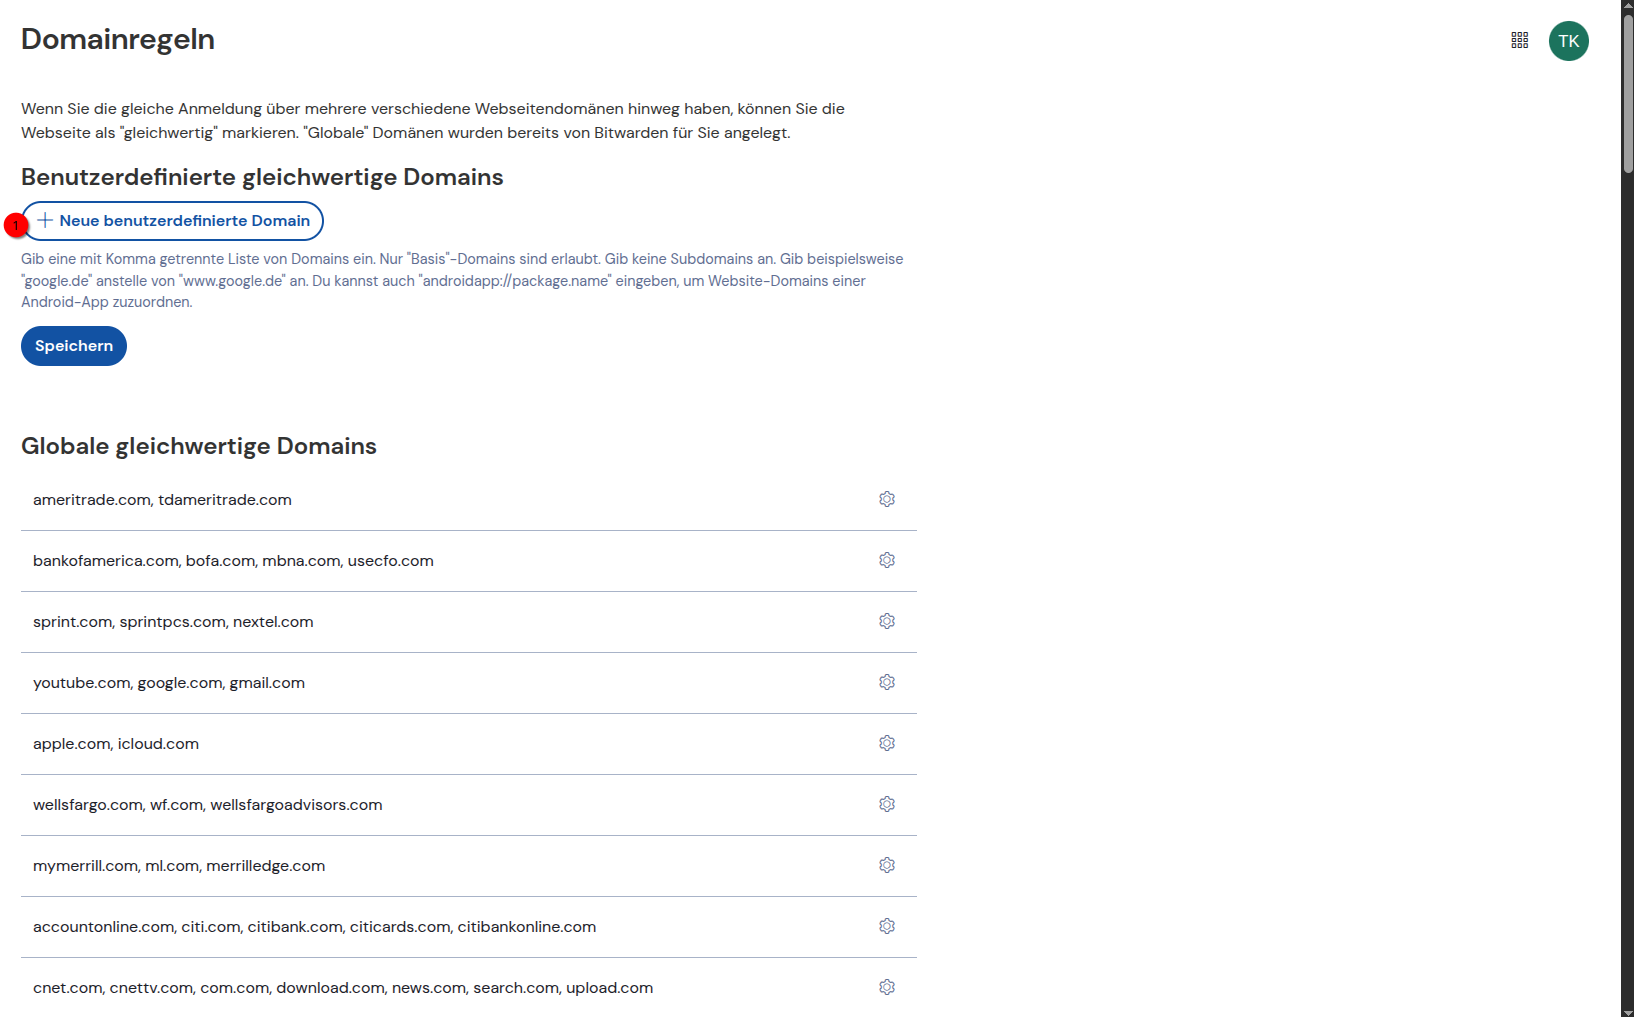 Domainregeln
TK
Wenn Sie die gleiche Anmeldung über mehrere verschiedene Webseitendomänen hinweg haben, können Sie die
Webseite als "gleichwertig" markieren. "Globale" Domänen wurden bereits von Bitwarden für Sie angelegt.
Benutzerdefinierte gleichwertige Domains
1
Neue benutzerdefinierte Domain
Gib eine mit Komma getrennte Liste von Domains ein. Nur "Basis"-Domains sind erlaubt. Gib keine Subdomains an. Gib beispielsweise
"google.de" anstelle von "www.google.de" an. Du kannst auch "androidapp://package.name" eingeben, um Website-Domains einer
Android-App zuzuordnen.
Speichern
Globale gleichwertige Domains
ameritrade.com, tdameritrade.com
bankofamerica.com, bofa.com, mbna.com, usecfo.com
sprint.com, sprintpcs.com, nextel.com
youtube.com, google.com, gmail.com
apple.com, icloud.com
wellsfargo.com, wf.com, wellsfargoadvisors.com
mymerrill.com, ml.com, merrilledge.com
accountonline.com, citi.com, citibank.com, citicards.com, citibankonline.com
cnet.com, cnettv.com, com.com, download.com, news.com, search.com, upload.com